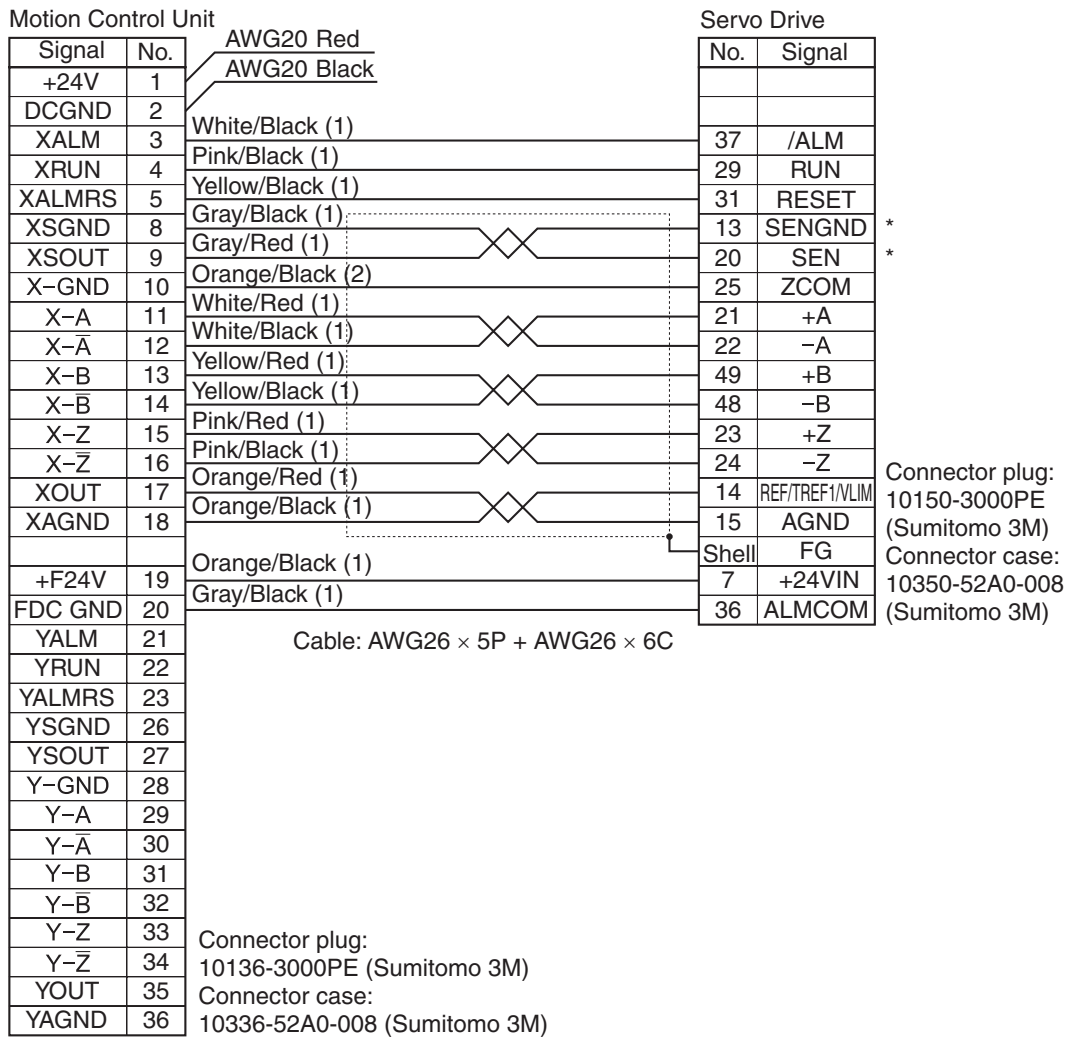 Motion Control Unit
Servo Drive
Signal No. AWG20 Red No. Signal
+24V 1 AWG20 Black
DCGND 2
XALM 3 White/Black (1) 37 /ALM
XRUN 4 Pink/Black (1) 29 RUN
XALMRS 5 Yellow/Black (1) 31 RESET
XSGND 8 Gray/Black (1) 13 SENGND *
XSOUT 9 Gray/Red (1) 20 SEN *
X−GND 10 Orange/Black (2) 25 ZCOM
X−A 11 White/Red (1) 21 +A
X−A̅ 12 White/Black (1) 22 −A
X−B 13 Yellow/Red (1) 49 +B
X−B̅ 14 Yellow/Black (1) 48 −B
X−Z 15 Pink/Red (1) 23 +Z
X−Z̅ 16 Pink/Black (1) 24 −Z
XOUT 17 Orange/Red (1) 14 REF/TREF1/VLIM
XAGND 18 Orange/Black (1) 15 AGND
Shell FG
+F24V 19 Orange/Black (1) 7 +24VIN
FDC GND 20 Gray/Black (1) 36 ALMCOM
Connector plug:
10150-3000PE
(Sumitomo 3M)
Connector case:
10350-52A0-008
(Sumitomo 3M)
YALM 21 Cable: AWG26 × 5P + AWG26 × 6C
YRUN 22
YALMRS 23
YSGND 26
YSOUT 27
Y−GND 28
Y−A 29
Y−A̅ 30
Y−B 31
Y−B̅ 32
Y−Z 33
Y−Z̅ 34
YOUT 35
YAGND 36
Connector plug:
10136-3000PE (Sumitomo 3M)
Connector case:
10336-52A0-008 (Sumitomo 3M)